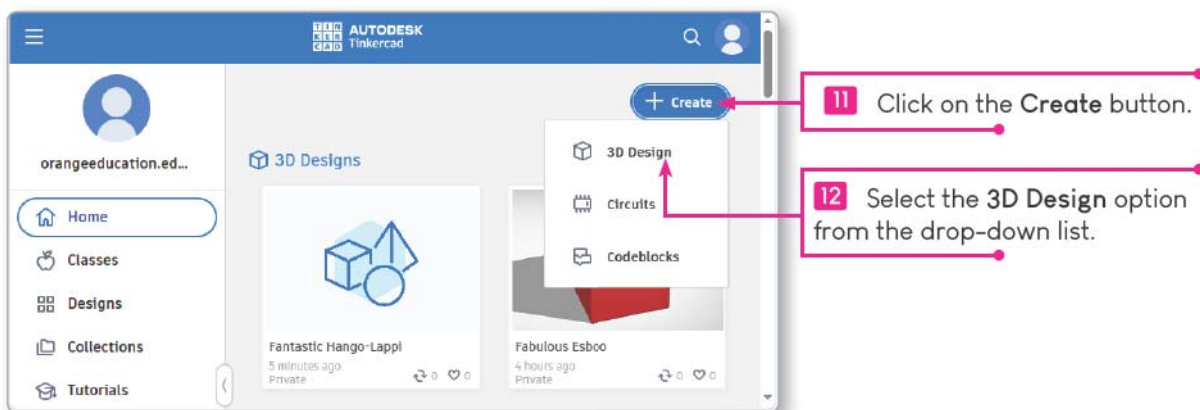 TIN
KER
CAD
AUTODESK
Tinkercad
+ Create
orangeeducation.ed...
3D Designs
3D Design
Circuits
Codeblocks
Home
Classes
Designs
Collections
Tutorials
Fantastic Hango-Lappi
5 minutes ago
Private
0 0
Fabulous Esboo
4 hours ago
Private
0 0
11 Click on the Create button.
12 Select the 3D Design option
from the drop-down list.